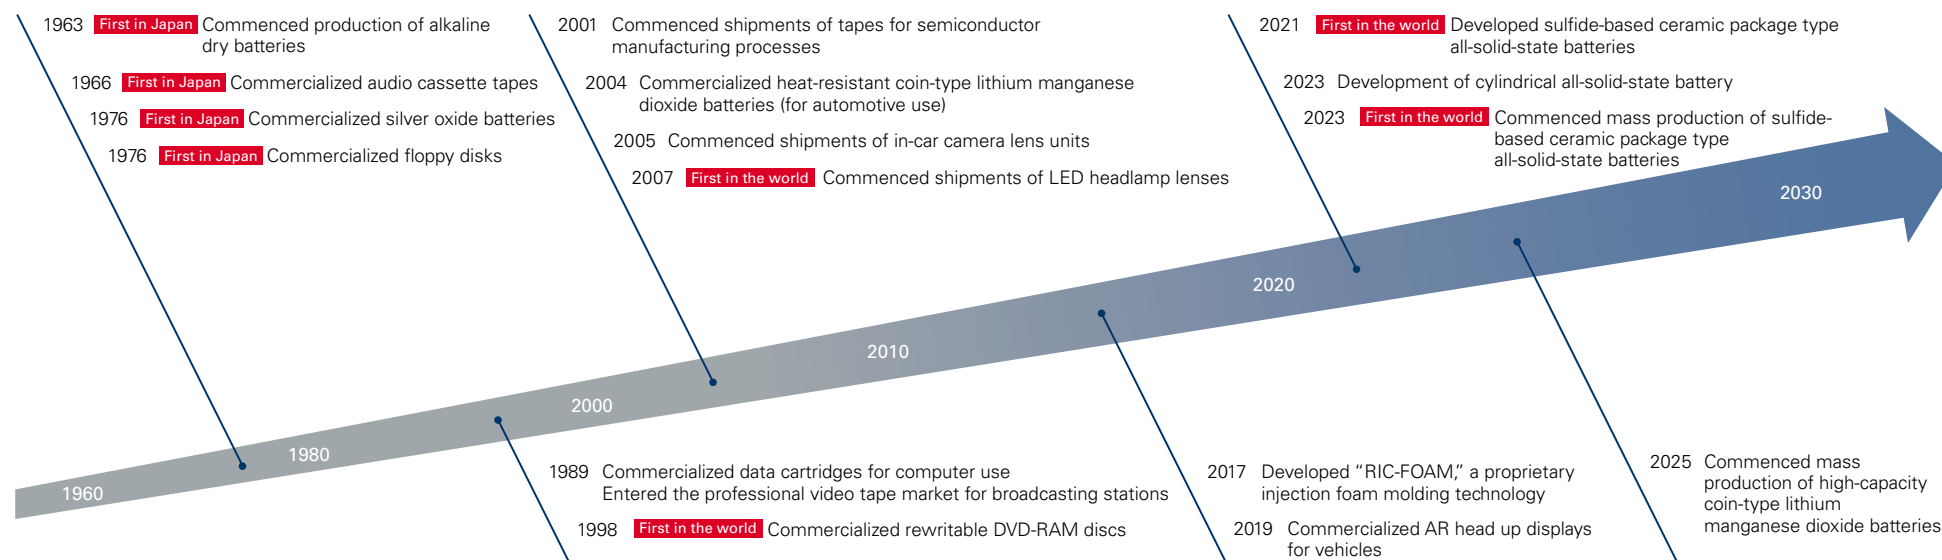 1963 First in Japan Commenced production of alkaline
dry batteries
1966 First in Japan Commercialized audio cassette tapes
1976 First in Japan Commercialized silver oxide batteries
1976 First in Japan Commercialized floppy disks
2001 Commenced shipments of tapes for semiconductor
manufacturing processes
2004 Commercialized heat-resistant coin-type lithium manganese
dioxide batteries (for automotive use)
2005 Commenced shipments of in-car camera lens units
2007 First in the world Commenced shipments of LED headlamp lenses
2021 First in the world Developed sulfide-based ceramic package type
all-solid-state batteries
2023 Development of cylindrical all-solid-state battery
2023 First in the world Commenced mass production of sulfide-
based ceramic package type
all-solid-state batteries
1960
1980
2000
2010
2020
2030
1989 Commercialized data cartridges for computer use
Entered the professional video tape market for broadcasting stations
1998 First in the world Commercialized rewritable DVD-RAM discs
2017 Developed “RIC-FOAM,” a proprietary
injection foam molding technology
2019 Commercialized AR head up displays
for vehicles
2025 Commenced mass
production of high-capacity
coin-type lithium
manganese dioxide batteries